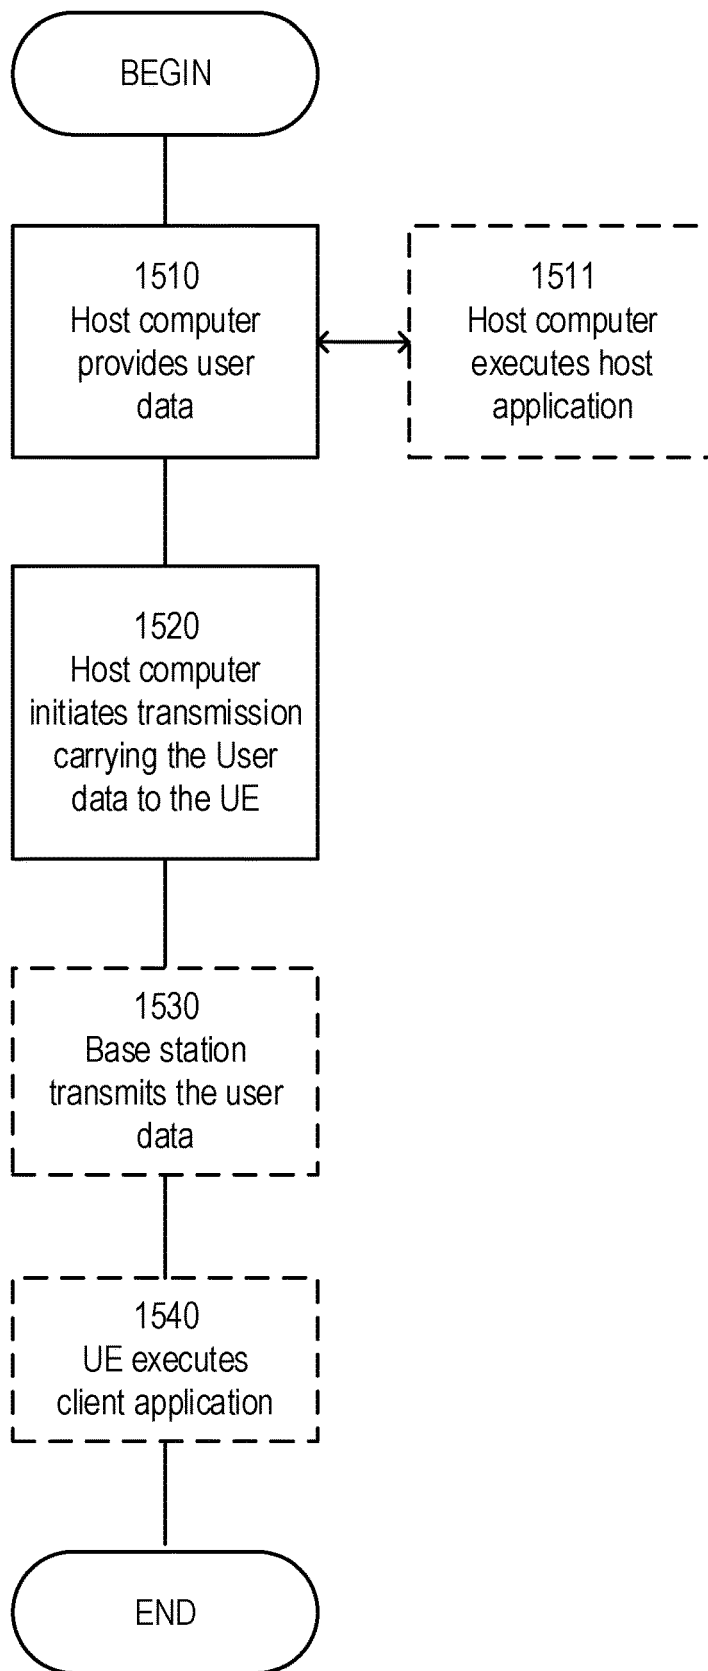 BEGIN
1510
Host computer
provides user
data
1511
Host computer
executes host
application
1520
Host computer
initiates transmission
carrying the User
data to the UE
1530
Base station
transmits the user
data
1540
UE executes
client application
END